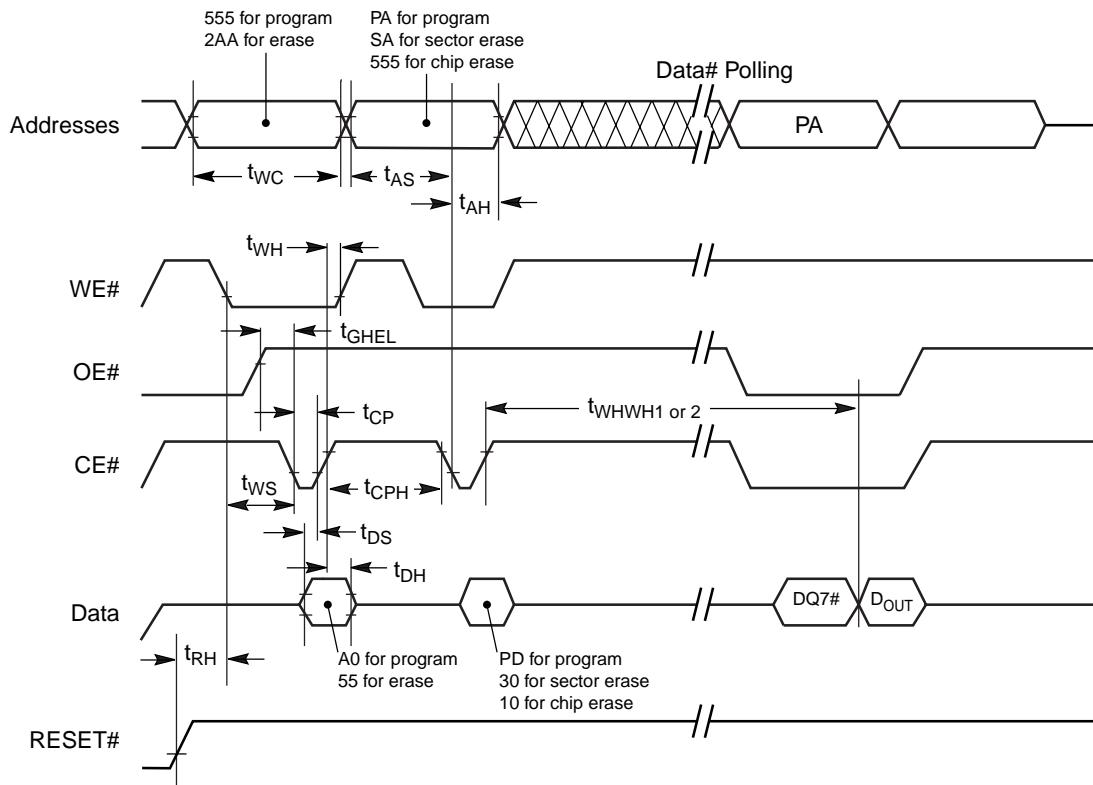 555 for program
2AA for erase
PA for program
SA for sector erase
555 for chip erase
Data# Polling
Addresses
PA
tWC
tAS
tAH
tWH
WE#
tGHEL
OE#
tCP
tWHWH1 or 2
CE#
tWS
tCPH
tDS
tDH
Data
DQ7#
DOUT
tRH
A0 for program
55 for erase
PD for program
30 for sector erase
10 for chip erase
RESET#